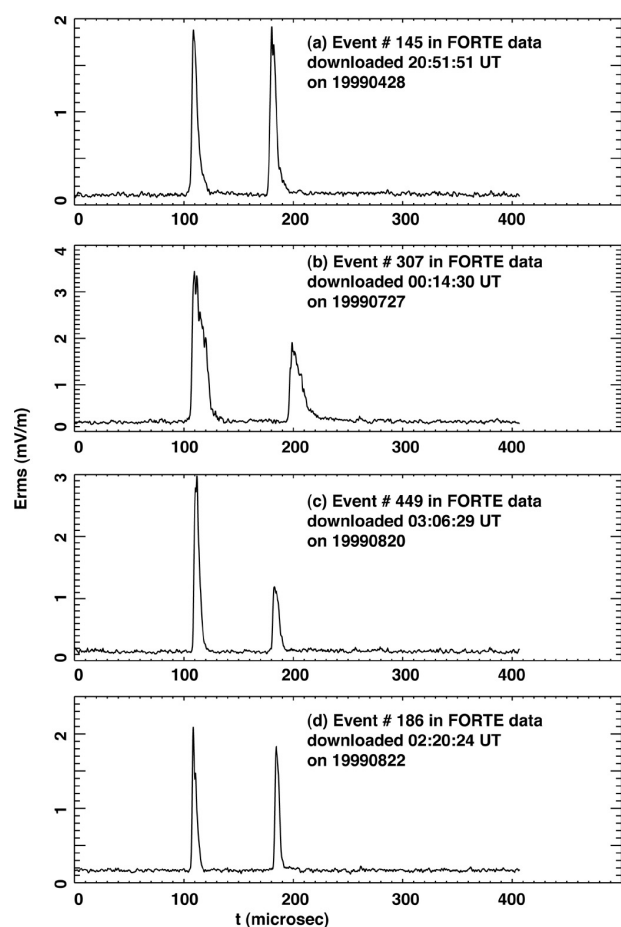 2
(a) Event # 145 in FORTE data
downloaded 20:51:51 UT
on 19990428
1
0
0 100 200 300 400
4
(b) Event # 307 in FORTE data
downloaded 00:14:30 UT
on 19990727
3
2
1
0
0 100 200 300 400
Erms (mV/m)
3
(c) Event # 449 in FORTE data
downloaded 03:06:29 UT
on 19990820
2
1
0
0 100 200 300 400
(d) Event # 186 in FORTE data
downloaded 02:20:24 UT
on 19990822
2
1
0
0 100 200 300 400
t (microsec)